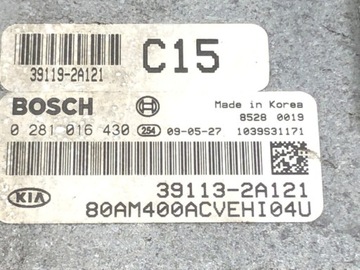 C15
39119-2A121
BOSCH
Made in Korea
8528 0019
0 281 016 430 254 09-05-27 1039S31171
39113-2A121
KIA 80AM400ACVEHI04U